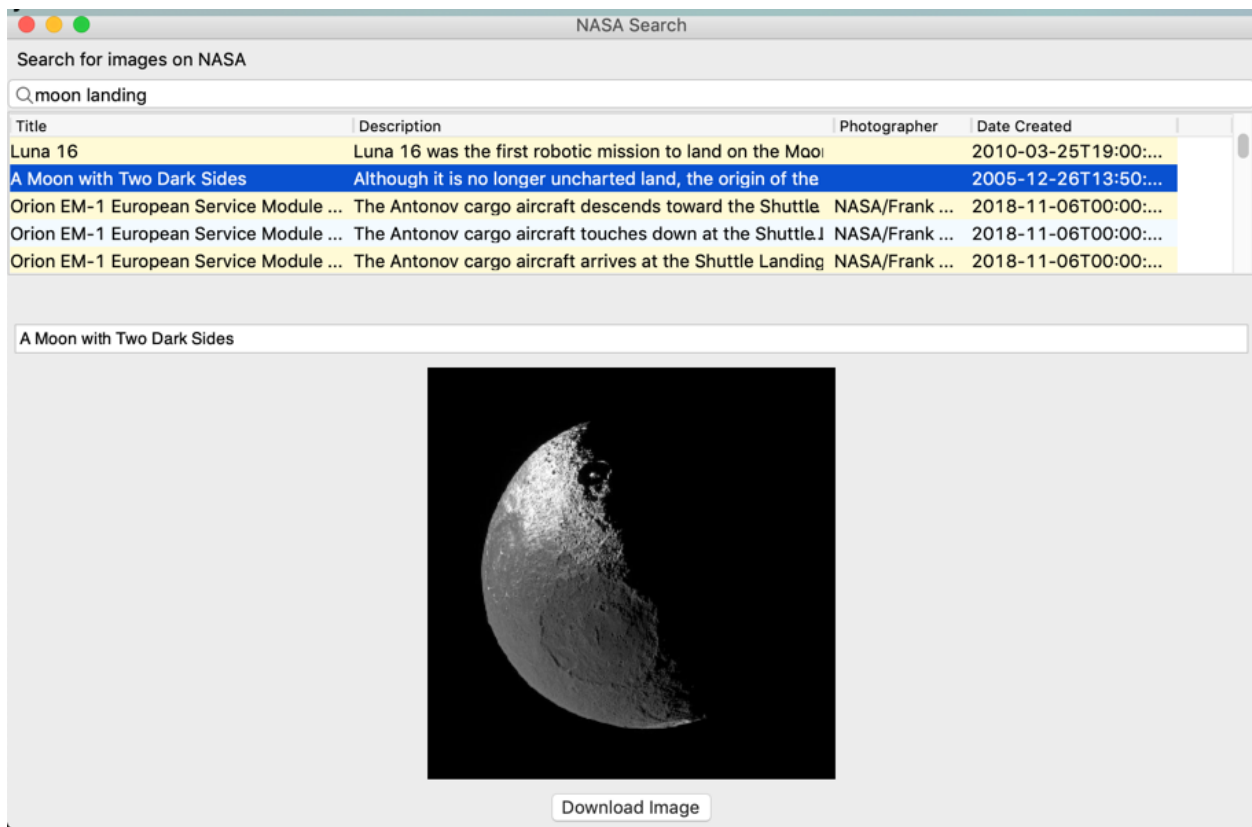 NASA Search
Search for images on NASA
moon landing
Title Description Photographer Date Created
Luna 16 Luna 16 was the first robotic mission to land on the Moon 2010-03-25T19:00:...
A Moon with Two Dark Sides Although it is no longer uncharted land, the origin of the 2005-12-26T13:50:...
Orion EM-1 European Service Module ... The Antonov cargo aircraft descends toward the Shuttle NASA/Frank ... 2018-11-06T00:00:...
Orion EM-1 European Service Module ... The Antonov cargo aircraft touches down at the Shuttle NASA/Frank ... 2018-11-06T00:00:...
Orion EM-1 European Service Module ... The Antonov cargo aircraft arrives at the Shuttle Landing NASA/Frank ... 2018-11-06T00:00:...
A Moon with Two Dark Sides
Download Image